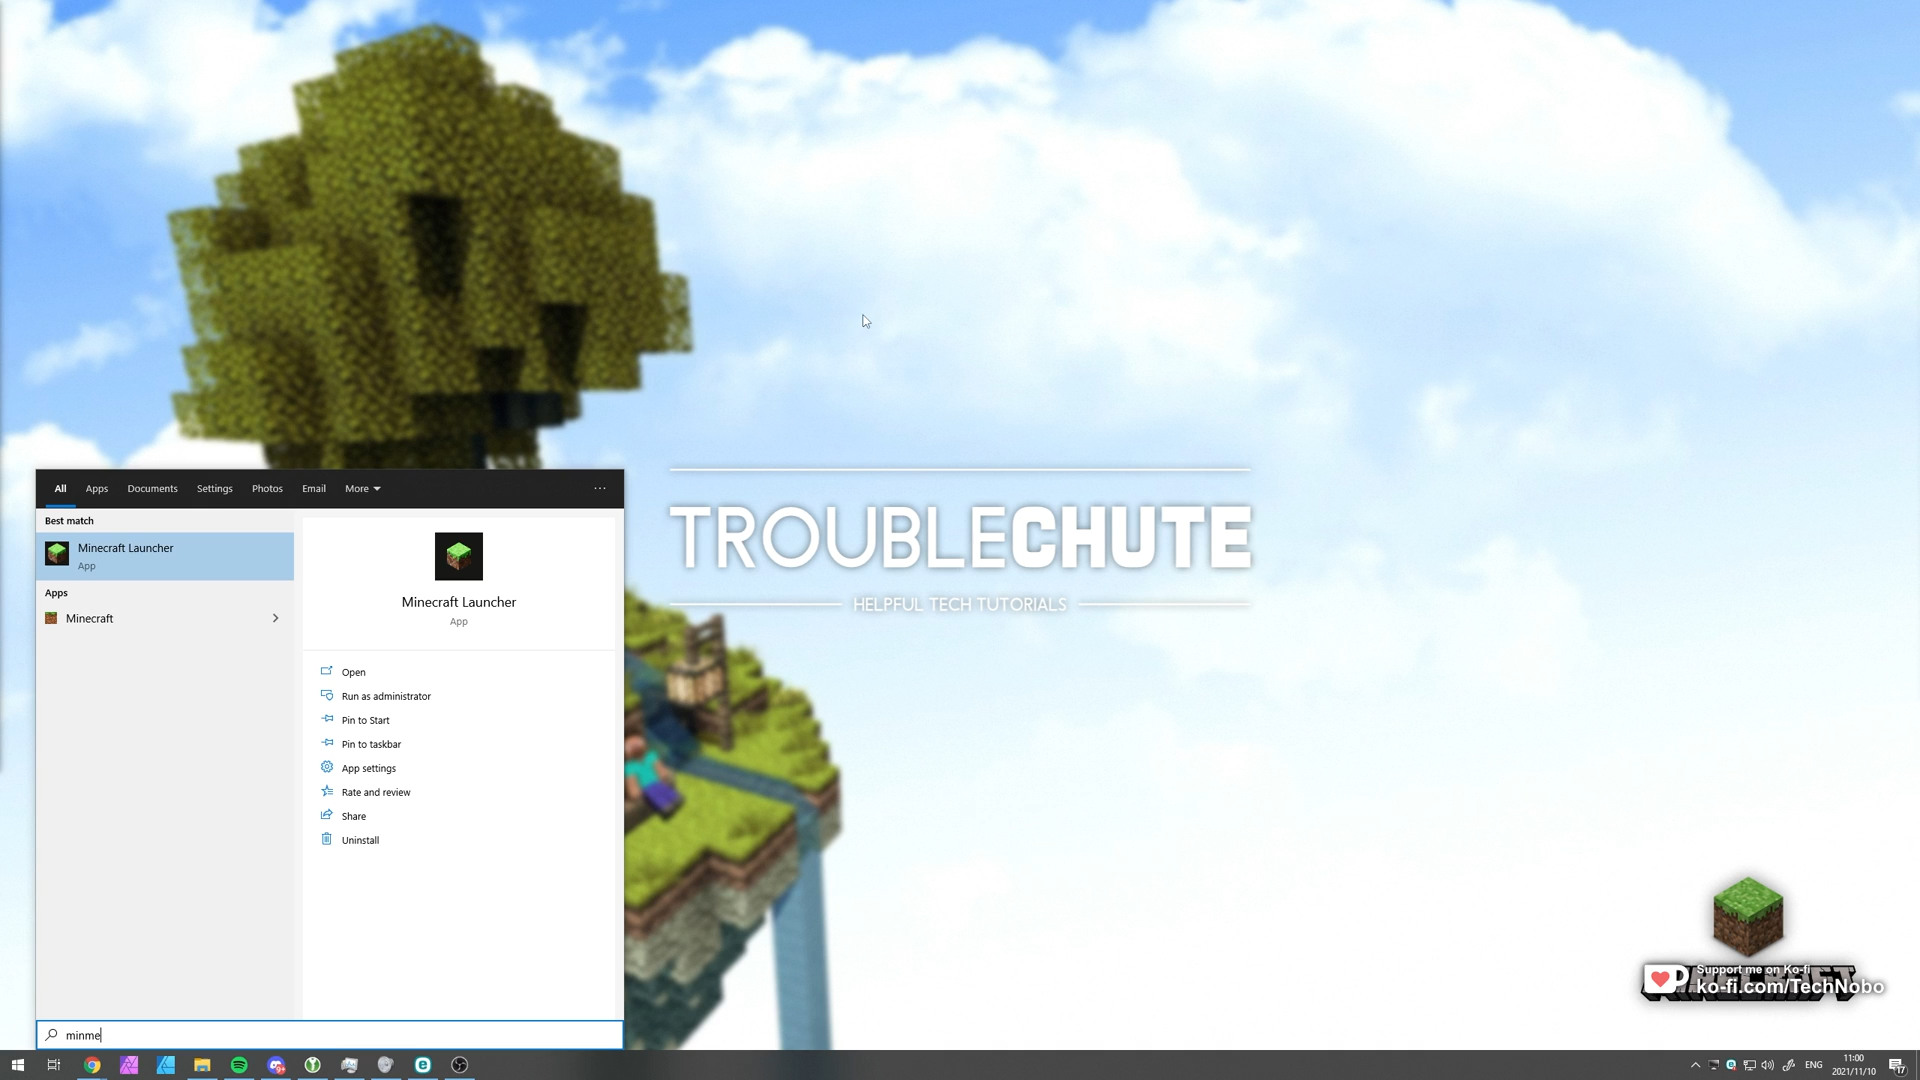 TROUBLECHUTE
HELPFUL TECH TUTORIALS
All Apps Documents Settings Photos Email More
Best match
Minecraft Launcher
App
Apps
Minecraft
Minecraft Launcher
App
Open
Run as administrator
Pin to Start
Pin to taskbar
App settings
Rate and review
Share
Uninstall
minme
MINECRAFT
Support me on Ko-fi
ko-fi.com/TechNobo
ENG
11:00
2021/11/10
17